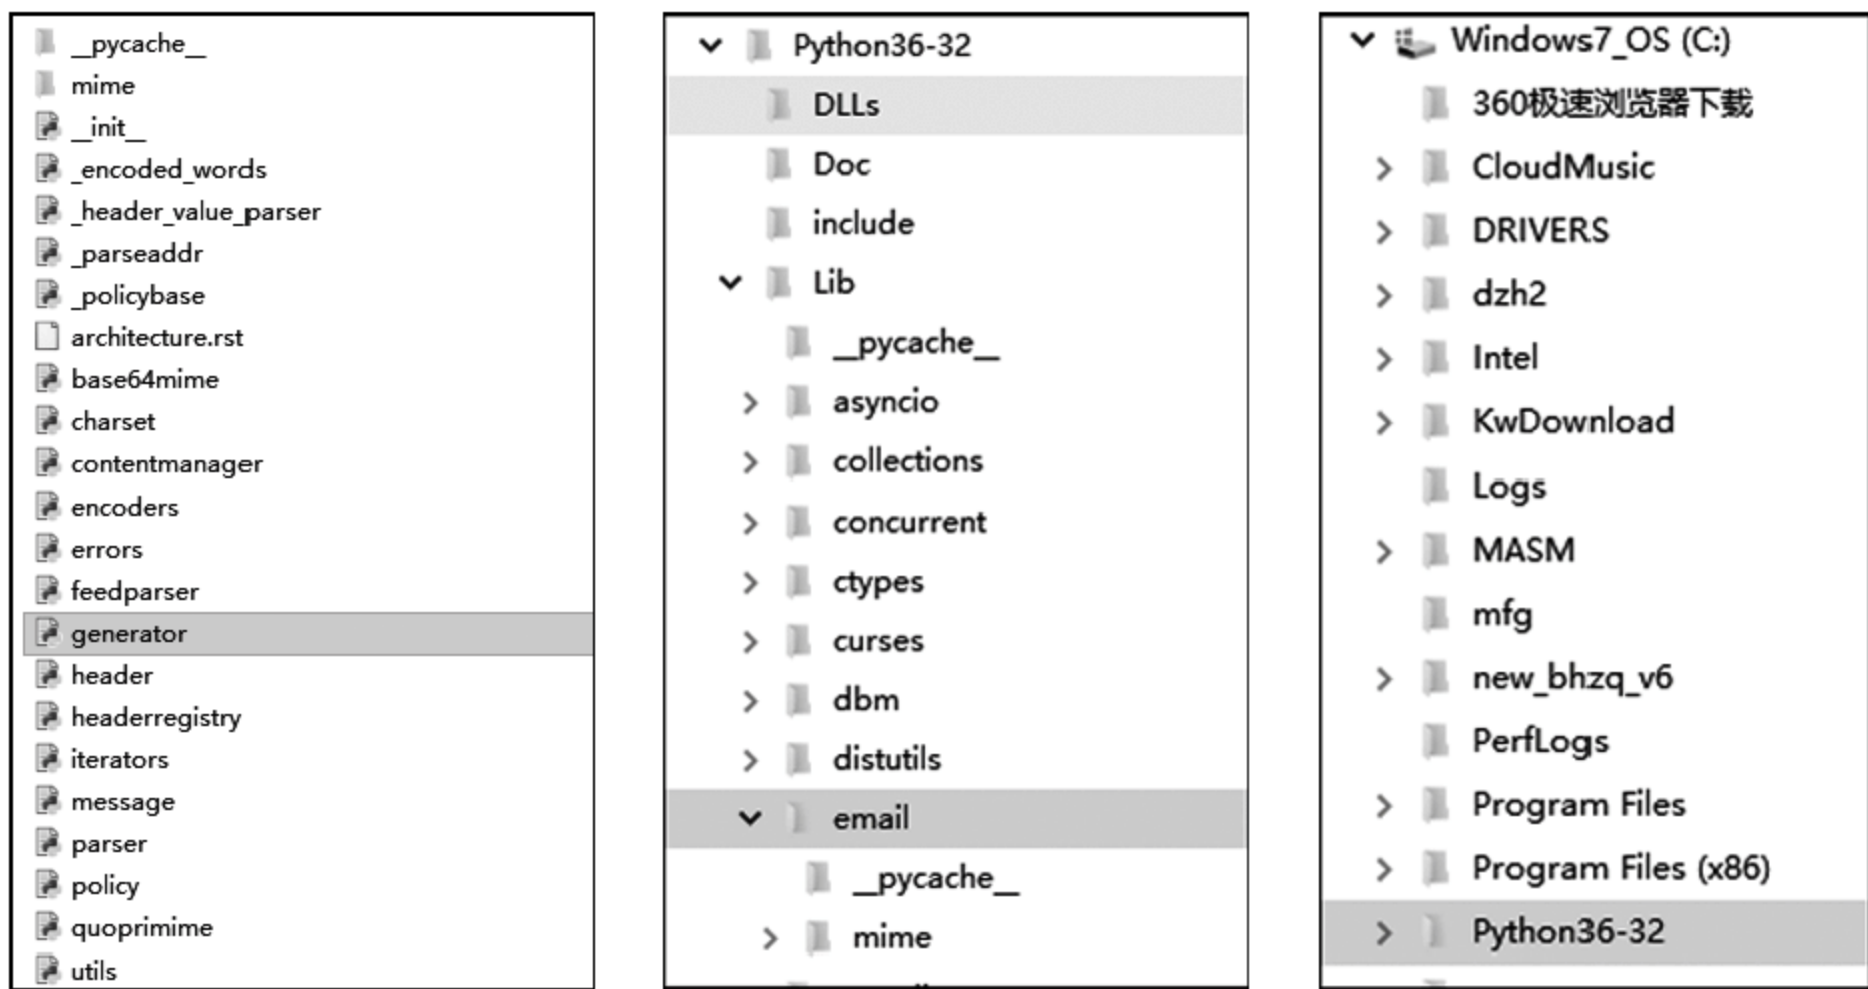 __pycache__
mime
__init__
_encoded_words
_header_value_parser
_parseaddr
_policybase
architecture.rst
base64mime
charset
contentmanager
encoders
errors
feedparser
generator
header
headerregistry
iterators
message
parser
policy
quoprimime
utils
Python36-32
DLLs
Doc
include
Lib
__pycache__
asyncio
collections
concurrent
ctypes
curses
dbm
distutils
email
__pycache__
mime
Windows7_OS (C:)
360极速浏览器下载
CloudMusic
DRIVERS
dzh2
Intel
KwDownload
Logs
MASM
mfg
new_bhzq_v6
PerfLogs
Program Files
Program Files (x86)
Python36-32